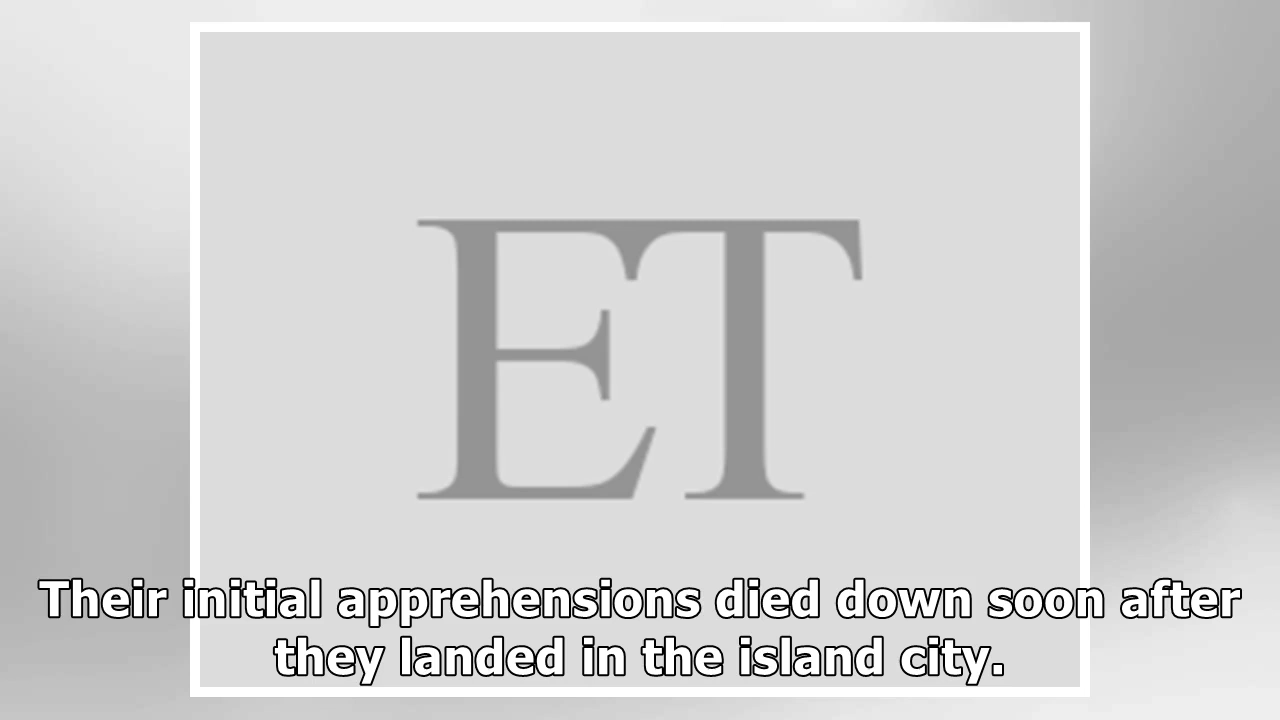 ET
Their initial apprehensions died down soon after
they landed in the island city.